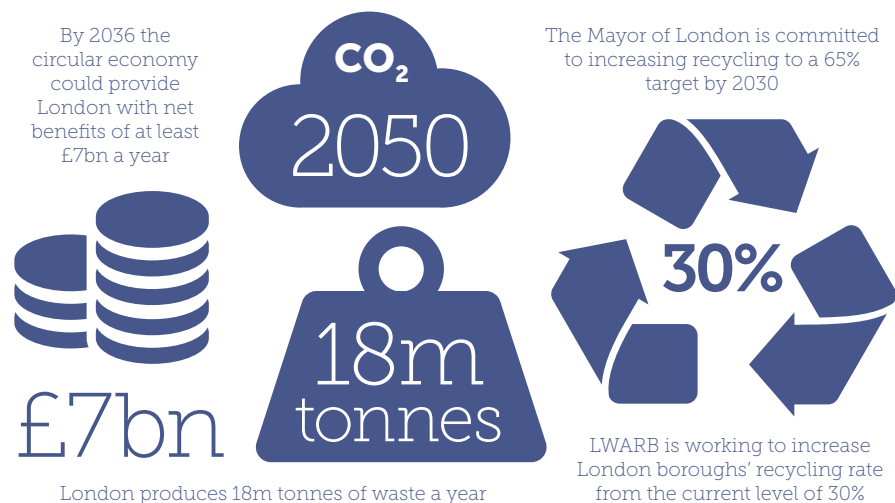 By 2036 the
circular economy
could provide
London with net
benefits of at least
£7bn a year
£7bn
CO₂
2050
18m
tonnes
London produces 18m tonnes of waste a year
The Mayor of London is committed
to increasing recycling to a 65%
target by 2030
30%
LWARB is working to increase
London boroughs’ recycling rate
from the current level of 30%